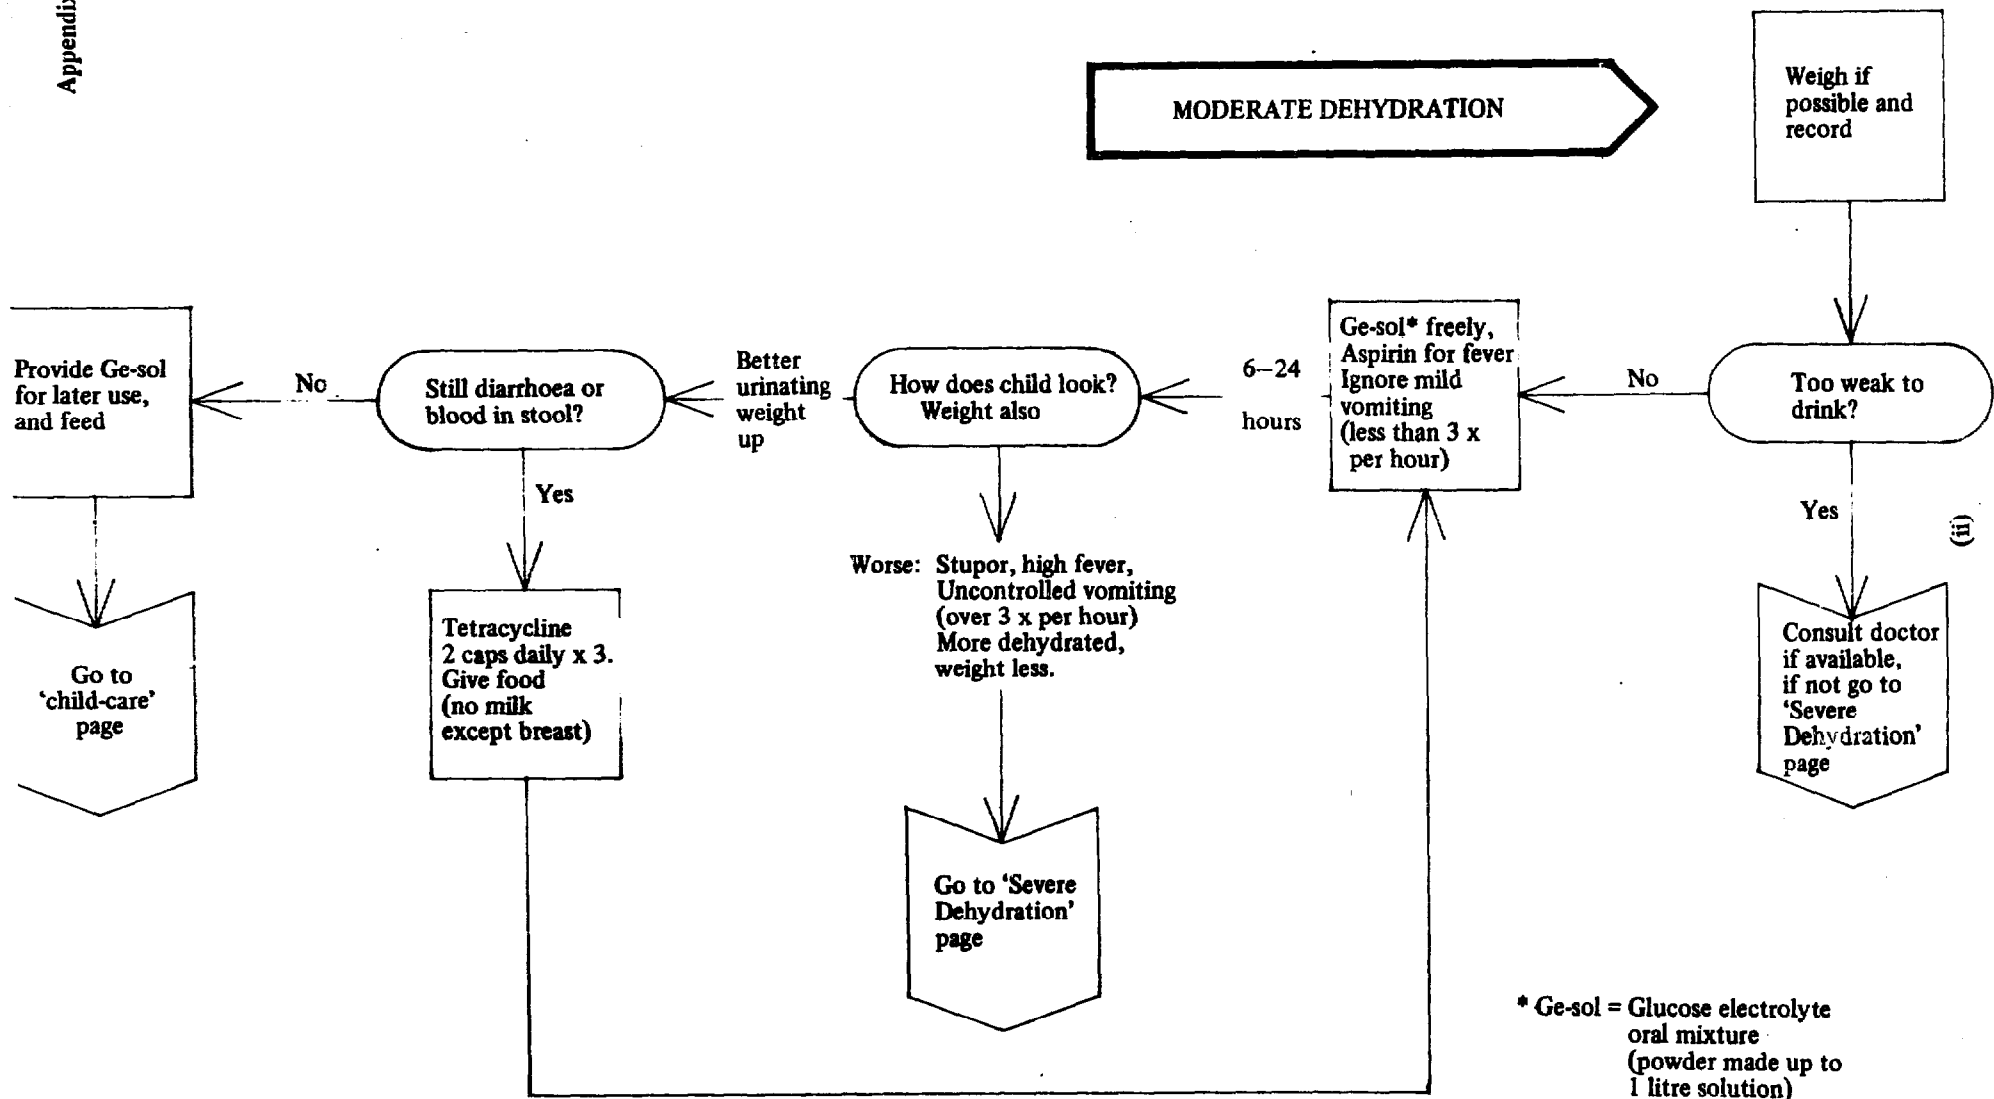 Appendix
MODERATE DEHYDRATION
Weigh if
possible and
record
Too weak to
drink?
No
Yes
(ii)
Consult doctor
if available,
if not go to
‘Severe
Dehydration’
page
Ge-sol* freely,
Aspirin for fever
Ignore mild
vomiting
(less than 3 x
per hour)
6–24
hours
How does child look?
Weight also
Better
urinating
weight
up
Worse: Stupor, high fever,
Uncontrolled vomiting
(over 3 x per hour)
More dehydrated,
weight less.
Go to ‘Severe
Dehydration’
page
Still diarrhoea or
blood in stool?
No
Yes
Tetracycline
2 caps daily x 3.
Give food
(no milk
except breast)
Provide Ge-sol
for later use,
and feed
Go to
‘child-care’
page
* Ge-sol = Glucose electrolyte
oral mixture
(powder made up to
1 litre solution)